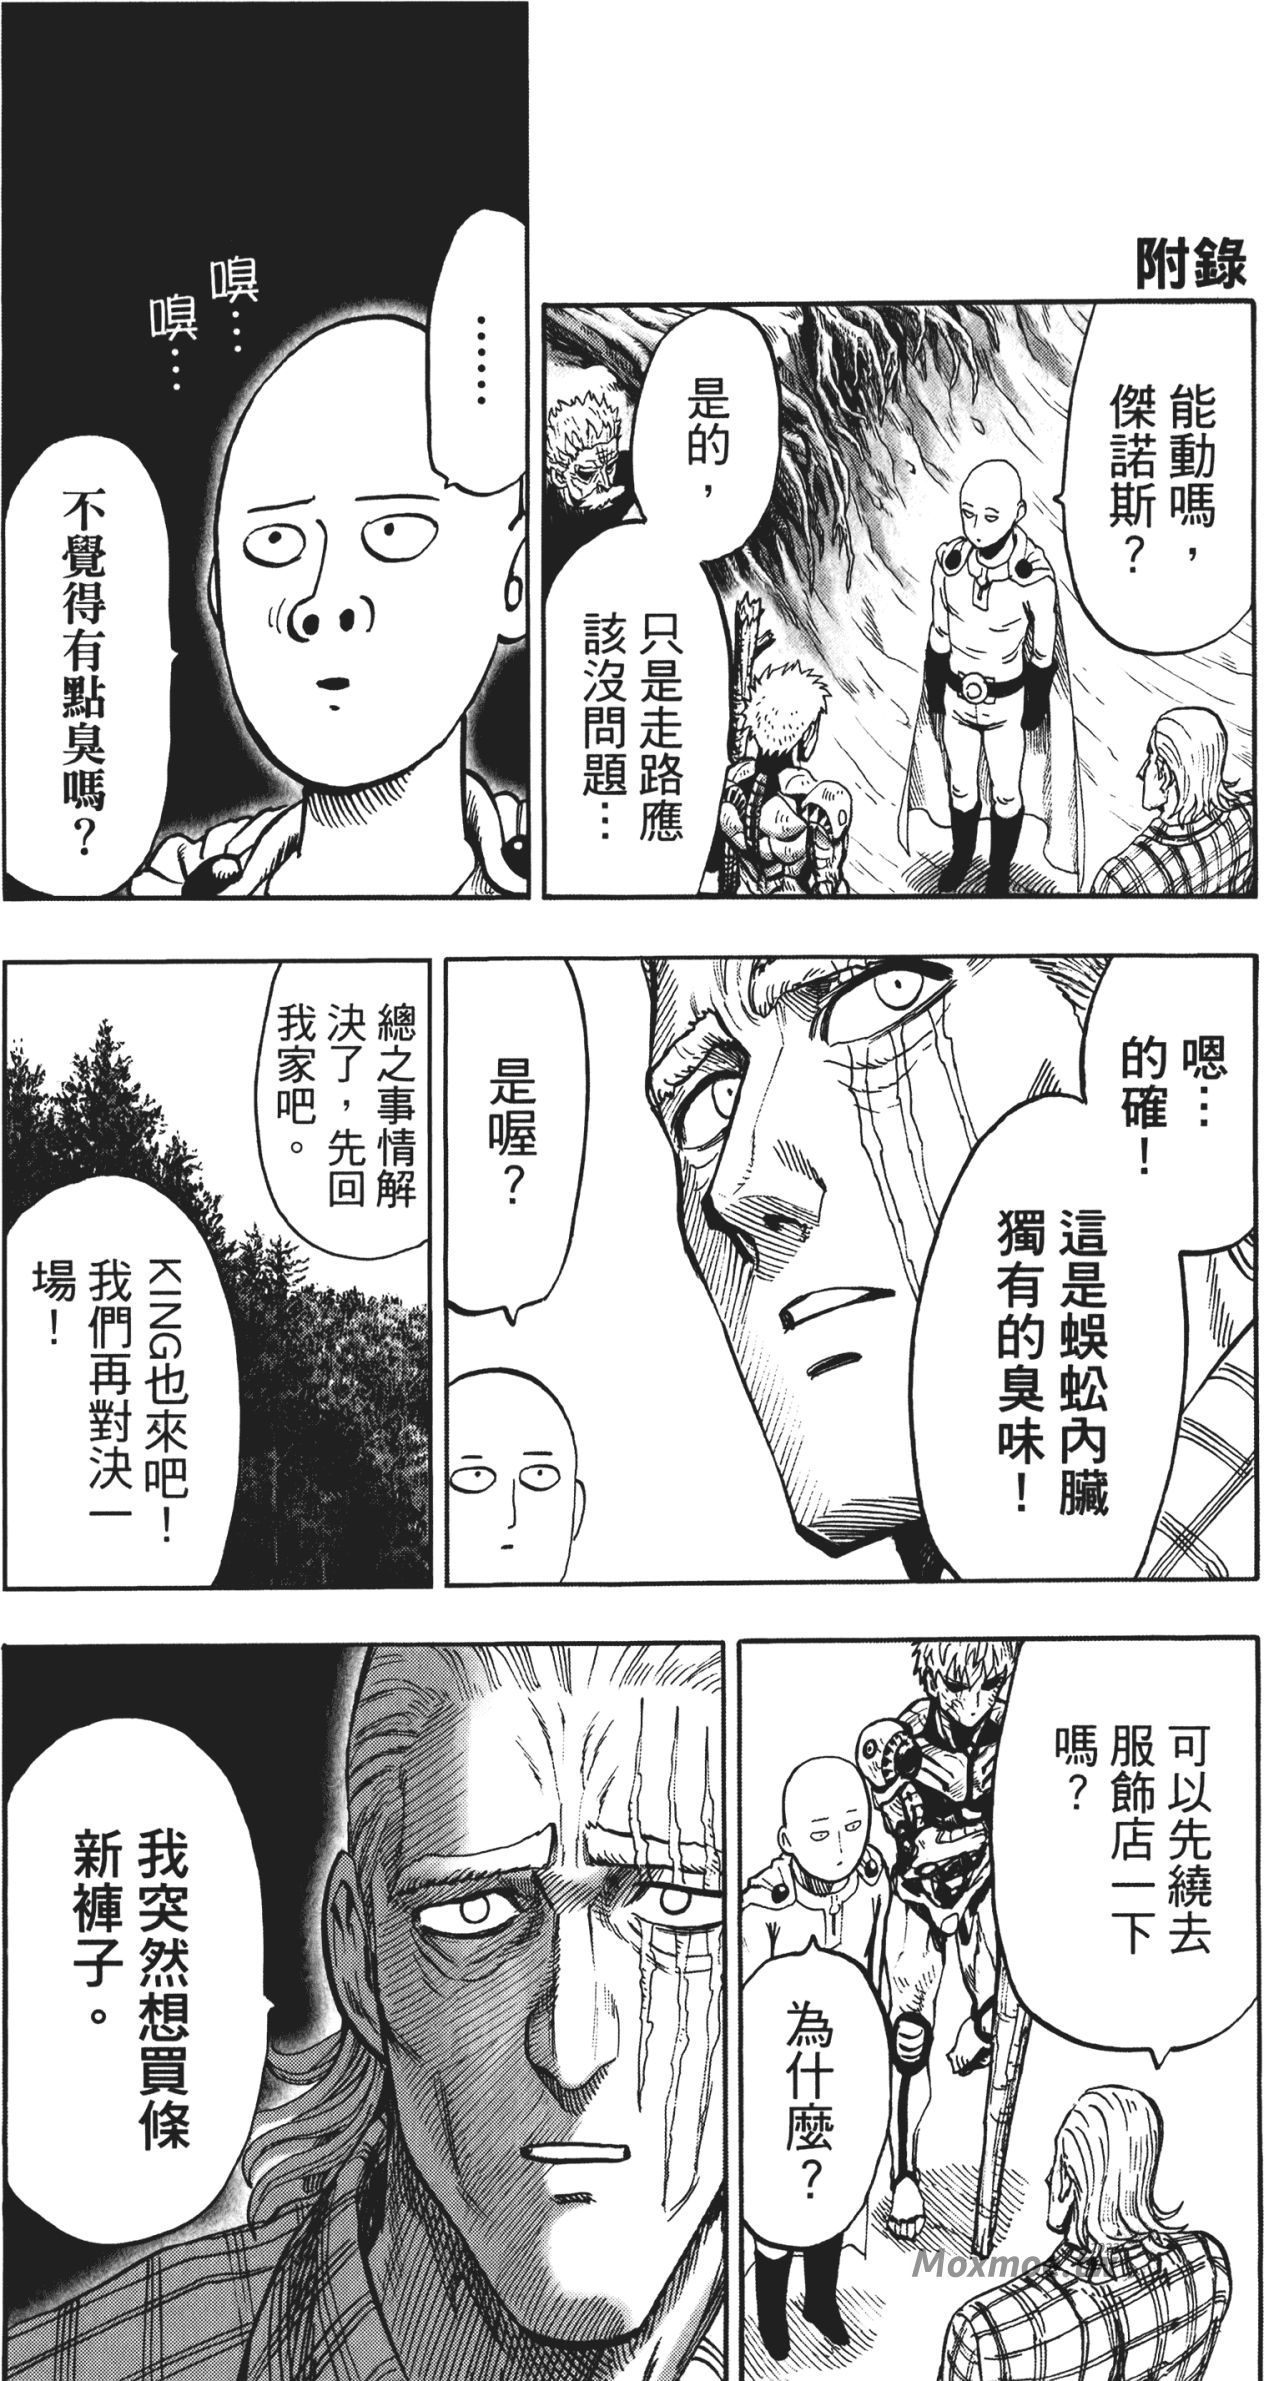 附錄
能動嗎，
傑諾斯？
是的，
只是走路應
該沒問題…
……
嗅…
嗅…
不覺得有點臭嗎？
嗯…
的確！
這是蜈蚣內臟
獨有的臭味！
是喔？
總之事情解
決了，先回
我家吧。
KING也來吧！
我們再對決一
場！
可以先繞去
服飾店一下
嗎？
為什麼？
我突然想買條
新褲子。